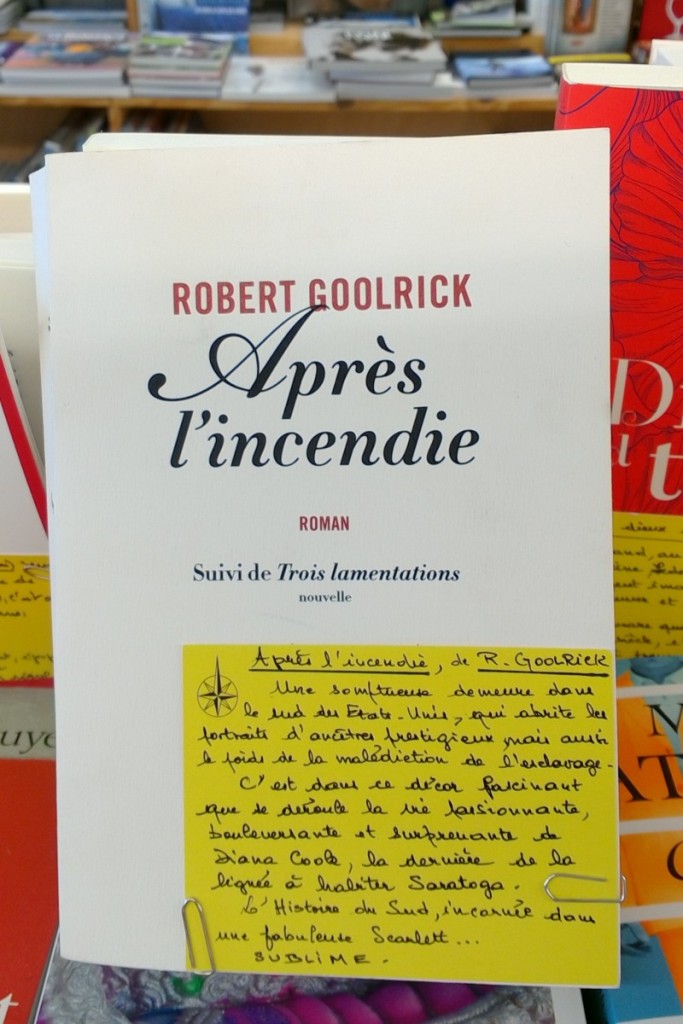 ROBERT GOOLRICK
Après
l'incendie
ROMAN
Suivi de Trois lamentations
nouvelle
Après l'incendie, de R. GOOLRICK
Une somptueuse demeure dans
le sud des Etats-Unis, qui abrite les
portraits d'ancêtres prestigieux mais aussi
le poids de la malédiction de l'esclavage.
C'est dans ce décor fascinant
que se déroule la vie passionnante,
bouleversante et surprenante de
Diana Cooke, la dernière de la
lignée à habiter Saratoga.
L'Histoire du Sud, incarnée dans
une fabuleuse Scarlett...
SUBLIME.